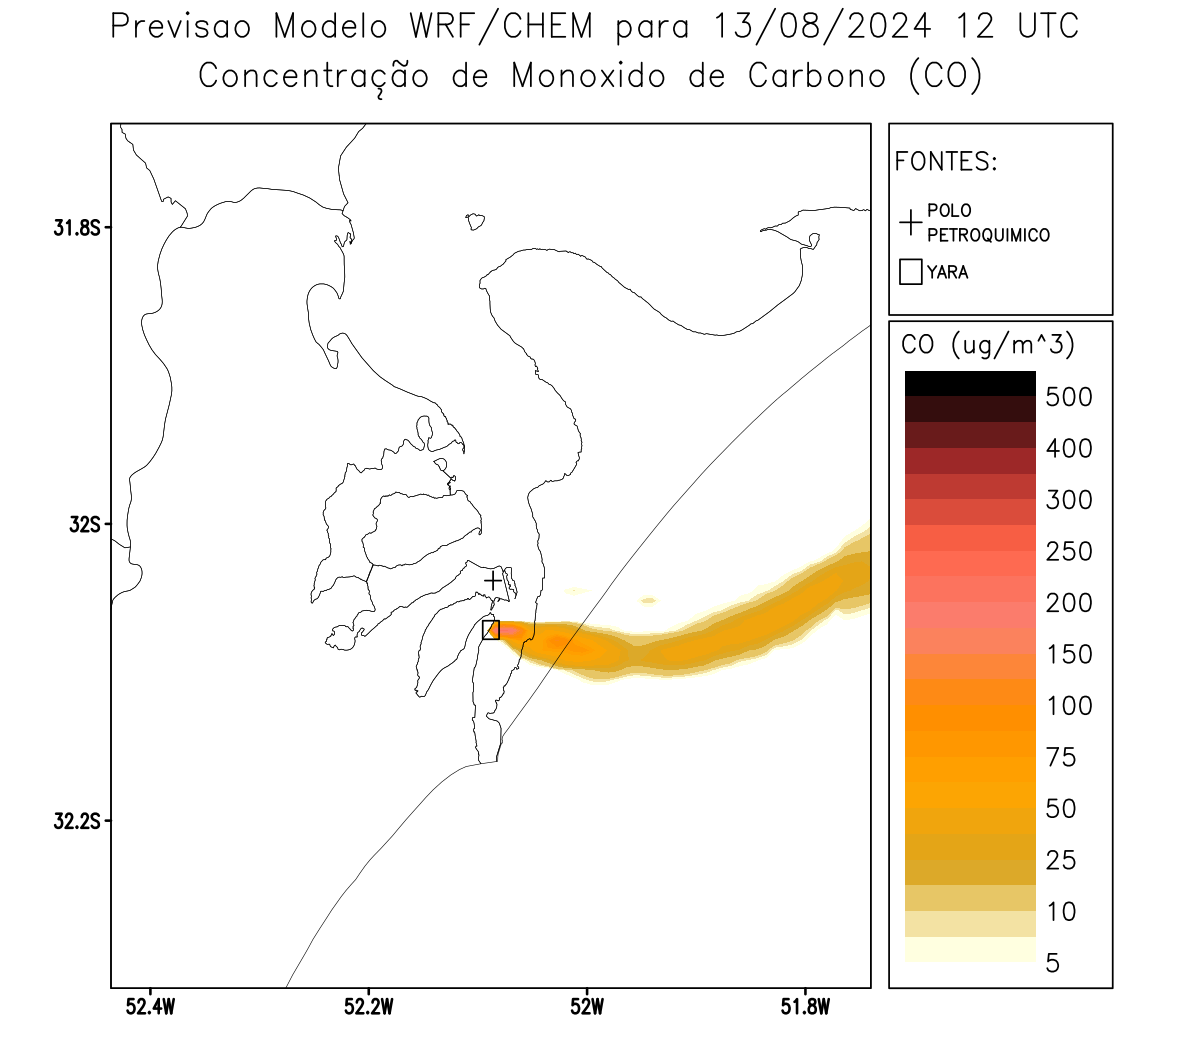 Previsao Modelo WRF/CHEM para 13/08/2024 12 UTC
Concentração de Monoxido de Carbono (CO)
FONTES:
POLO
PETROQUIMICO
YARA
CO (ug/m^3)
500
400
300
250
200
150
100
75
50
25
10
5
31.8S
32S
32.2S
52.4W
52.2W
52W
51.8W